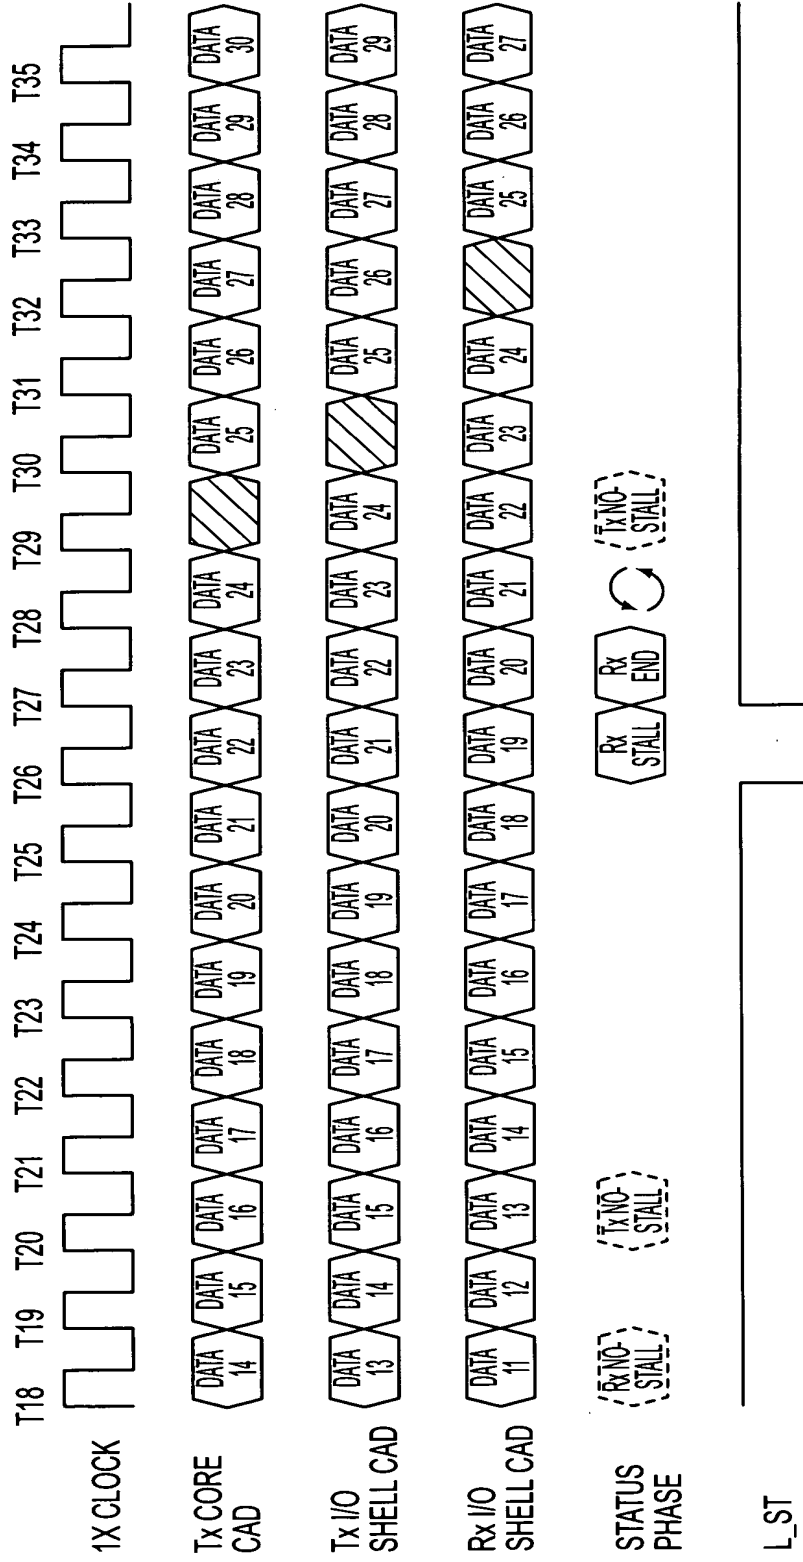 T18 T19 T20 T21 T22 T23 T24 T25 T26 T27 T28 T29 T30 T31 T32 T33 T34 T35
1X CLOCK
Tx CORE
CAD
DATA DATA DATA DATA DATA DATA DATA DATA DATA DATA DATA DATA DATA DATA DATA DATA DATA
14 15 16 17 18 19 20 21 22 23 24 25 26 27 28 29 30
Tx I/O
SHELL CAD
DATA DATA DATA DATA DATA DATA DATA DATA DATA DATA DATA DATA DATA DATA DATA DATA DATA
13 14 15 16 17 18 19 20 21 22 23 24 25 26 27 28 29
Rx I/O
SHELL CAD
DATA DATA DATA DATA DATA DATA DATA DATA DATA DATA DATA DATA DATA DATA DATA DATA DATA
11 12 13 14 15 16 17 18 19 20 21 22 23 24 25 26 27
STATUS
PHASE
Rx NO-
STALL
Tx NO-
STALL
Rx
STALL
Rx
END
Tx NO-
STALL
L_ST